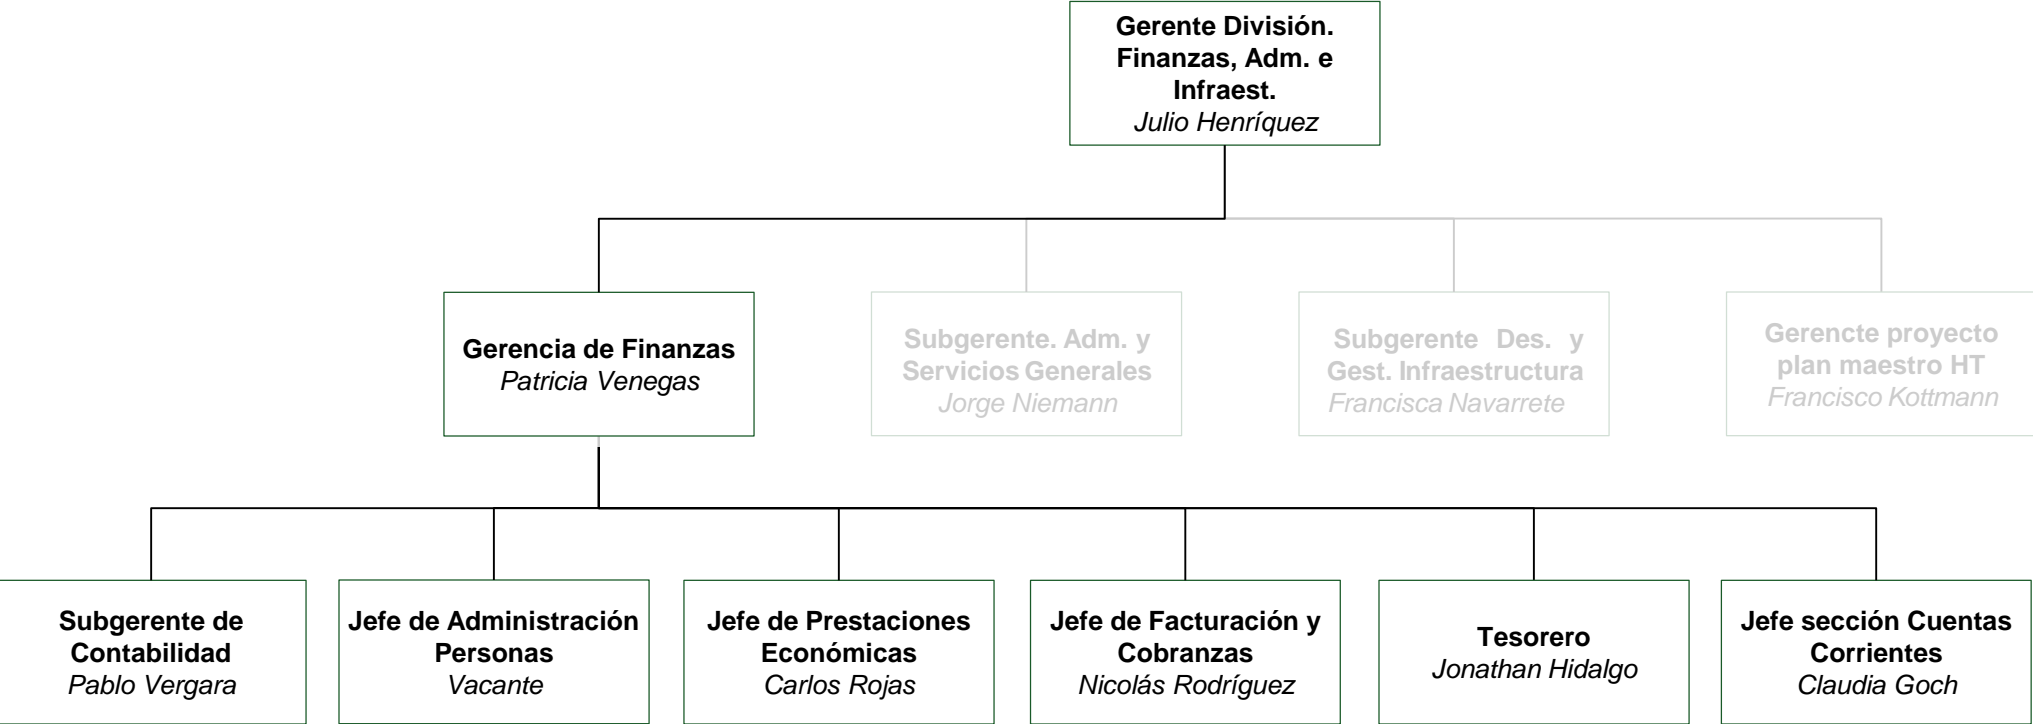 Gerente División.
Finanzas, Adm. e
Infraest.
Julio Henríquez
Gerencia de Finanzas
Patricia Venegas
Subgerente. Adm. y
Servicios Generales
Jorge Niemann
Subgerente Des. y
Gest. Infraestructura
Francisca Navarrete
Gerencte proyecto
plan maestro HT
Francisco Kottmann
Subgerente de
Contabilidad
Pablo Vergara
Jefe de Administración
Personas
Vacante
Jefe de Prestaciones
Económicas
Carlos Rojas
Jefe de Facturación y
Cobranzas
Nicolás Rodríguez
Tesorero
Jonathan Hidalgo
Jefe sección Cuentas
Corrientes
Claudia Goch